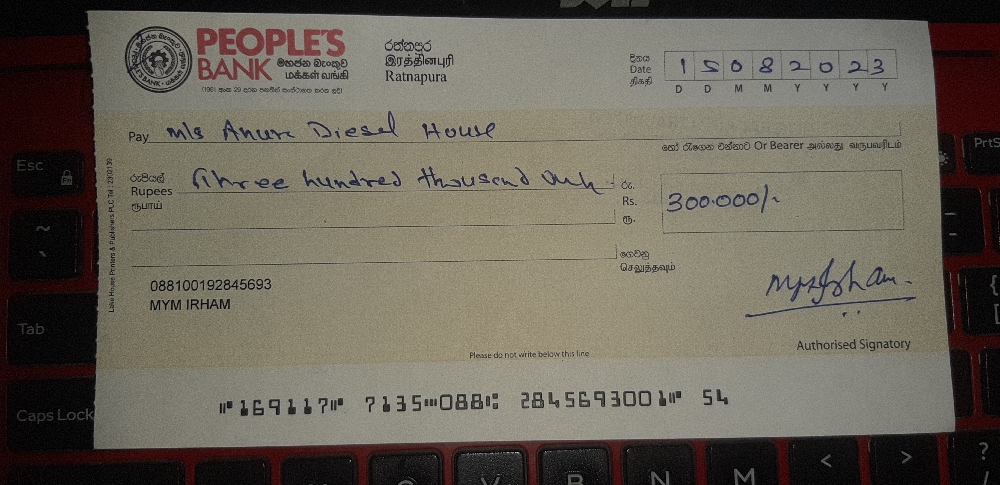 PEOPLE'S
BANK
මහජන බැංකුව
மக்கள் வங்கி
රත්නපුර
இரத்தினபுரி
Ratnapura
දිනය
Date
திகதி
1 5 0 8 2 0 2 3
D D M M Y Y Y Y
Pay M/s Anura Diesel House
හෝ රැගෙන එන්නාට Or Bearer அல்லது வருபவரிடம்
රුපියල්
Rupees Three hundred thousand only
ரூபாய்
රු.
Rs. 300.000/-
ரூ.
ගෙවනු
செலுத்தவும்
088100192845693
MYM IRHAM
Authorised Signatory
Please do not write below this line
⑈169117⑈ 7135⑉088⑆ 2845693001⑈ 54
Esc
~
Tab
Caps Lock
PrtS
C V B N M < > ?